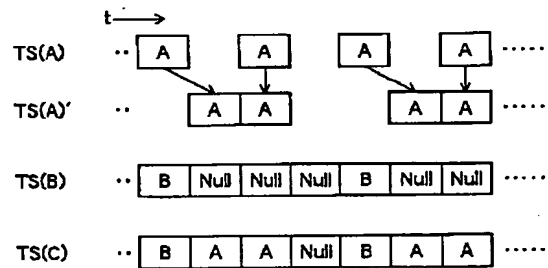 t
TS(A) ·· A A A A ·····
TS(A)' ·· A A A A ·····
TS(B) ·· B Null Null Null B Null Null ·····
TS(C) ·· B A A Null B A A ·····